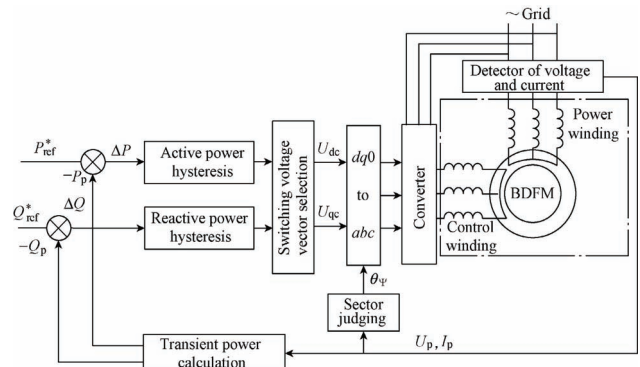 ~ Grid
Detector of voltage
and current
Power
winding
P*ref
ΔP
-Pp
Active power
hysteresis
Q*ref
ΔQ
-Qp
Reactive power
hysteresis
Switching voltage
vector selection
Udc
Uqc
dq0
to
abc
Converter
BDFM
Control
winding
θΨ
Sector
judging
Up, Ip
Transient power
calculation